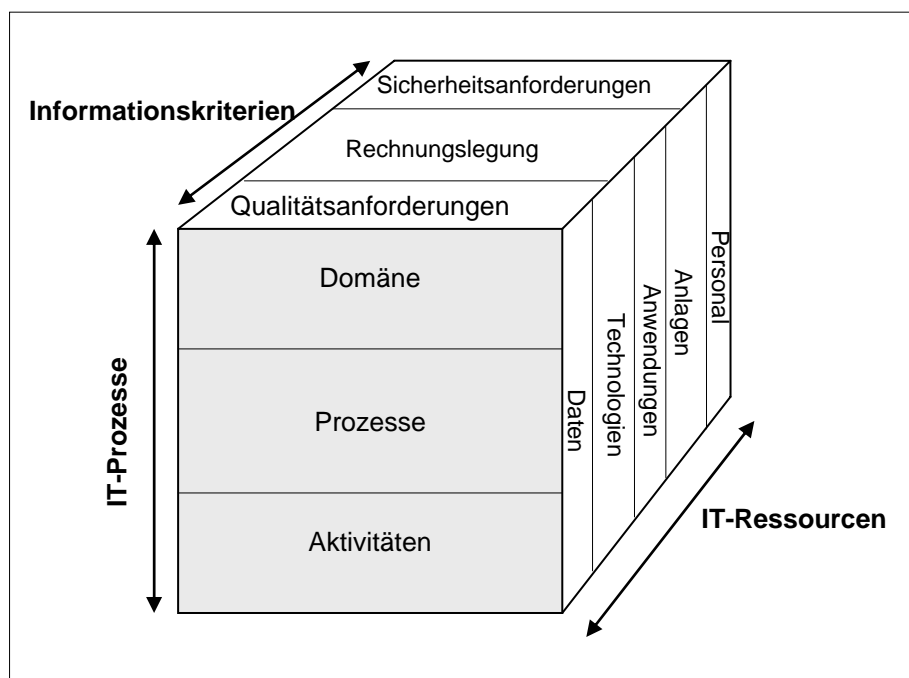 Sicherheitsanforderungen
Informationskriterien
Rechnungslegung
Qualitätsanforderungen
Domäne
Prozesse
Aktivitäten
IT-Prozesse
Daten
Technologien
Anwendungen
Anlagen
Personal
IT-Ressourcen